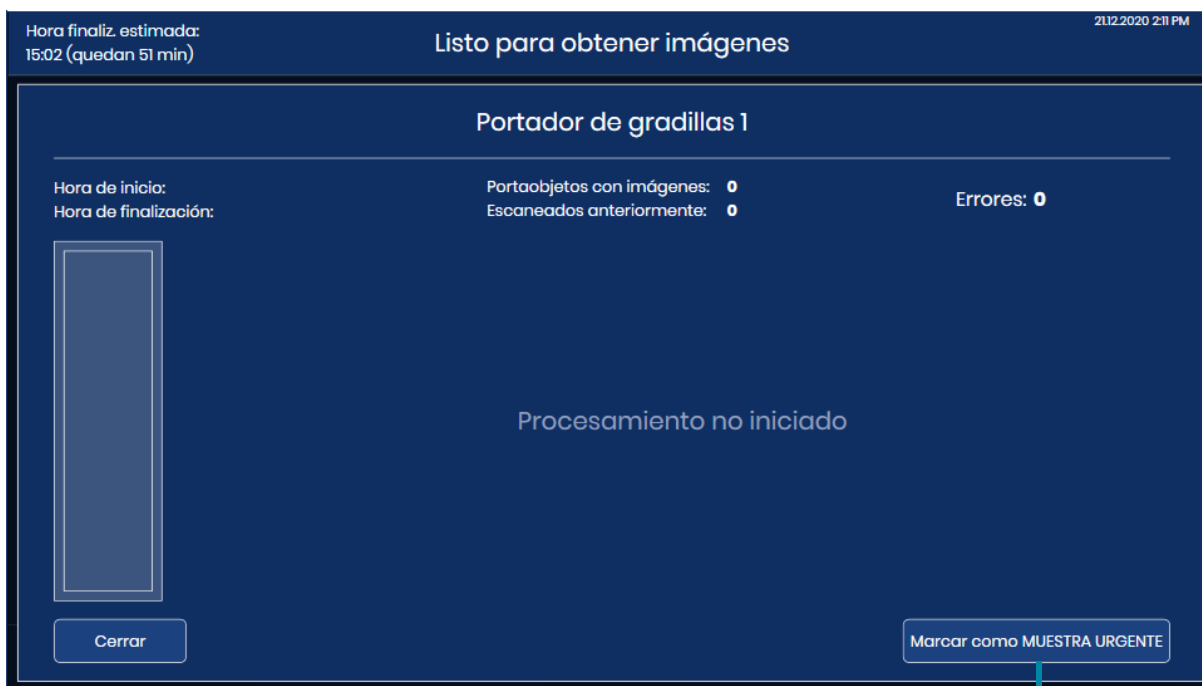 Hora finaliz. estimada:
15:02 (quedan 51 min)
Listo para obtener imágenes
21.12.2020 2:11 PM
Portador de gradillas 1
Hora de inicio:
Hora de finalización:
Portaobjetos con imágenes: 0
Escaneados anteriormente: 0
Errores: 0
Procesamiento no iniciado
Cerrar
Marcar como MUESTRA URGENTE